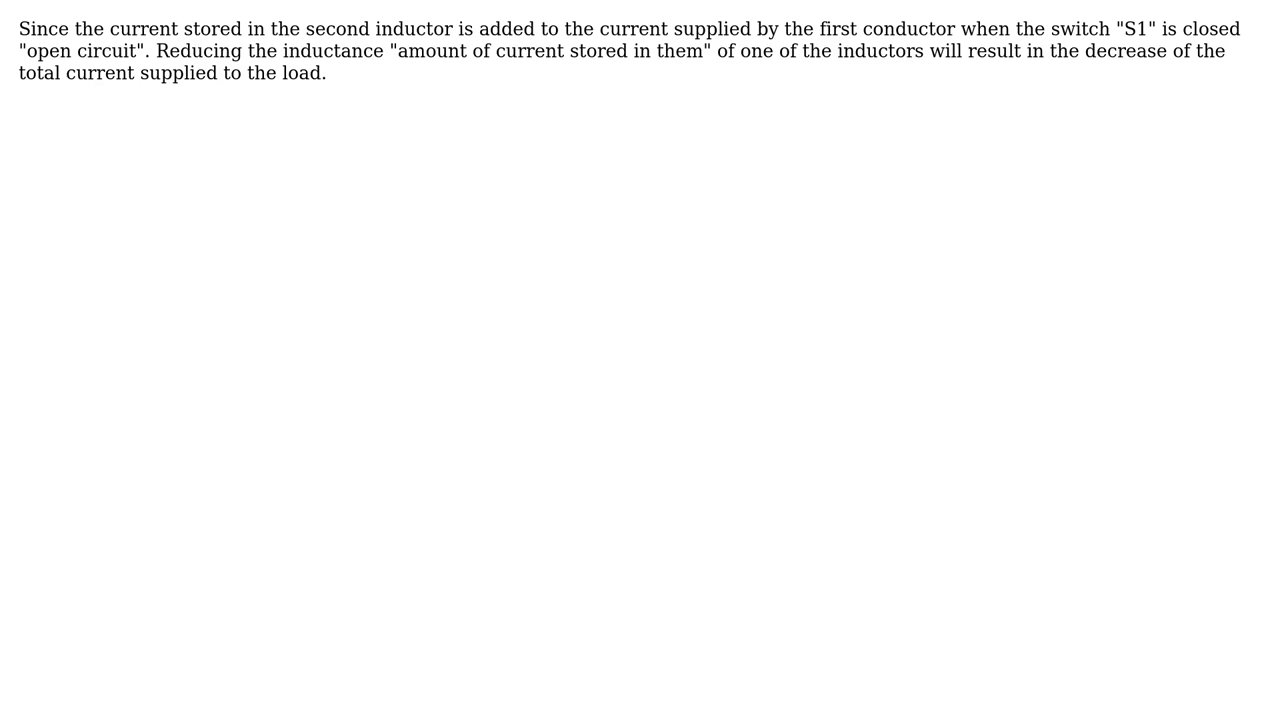 Since the current stored in the second inductor is added to the current supplied by the first conductor when the switch "S1" is closed
"open circuit". Reducing the inductance "amount of current stored in them" of one of the inductors will result in the decrease of the
total current supplied to the load.